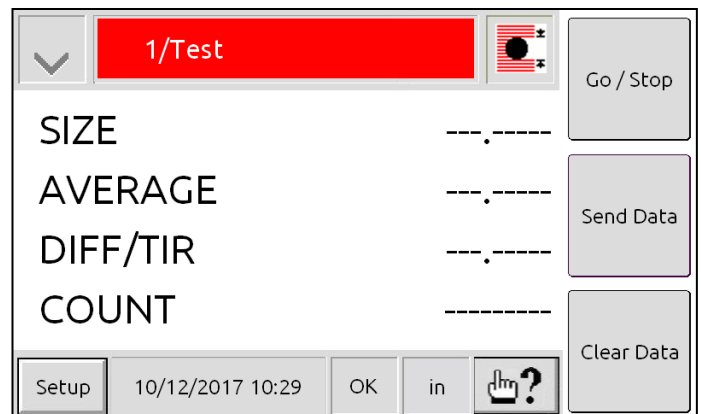 1/Test
Go / Stop
SIZE ---.-----
AVERAGE ---.-----
Send Data
DIFF/TIR ---.-----
COUNT ---------
Clear Data
Setup 10/12/2017 10:29 OK in ?